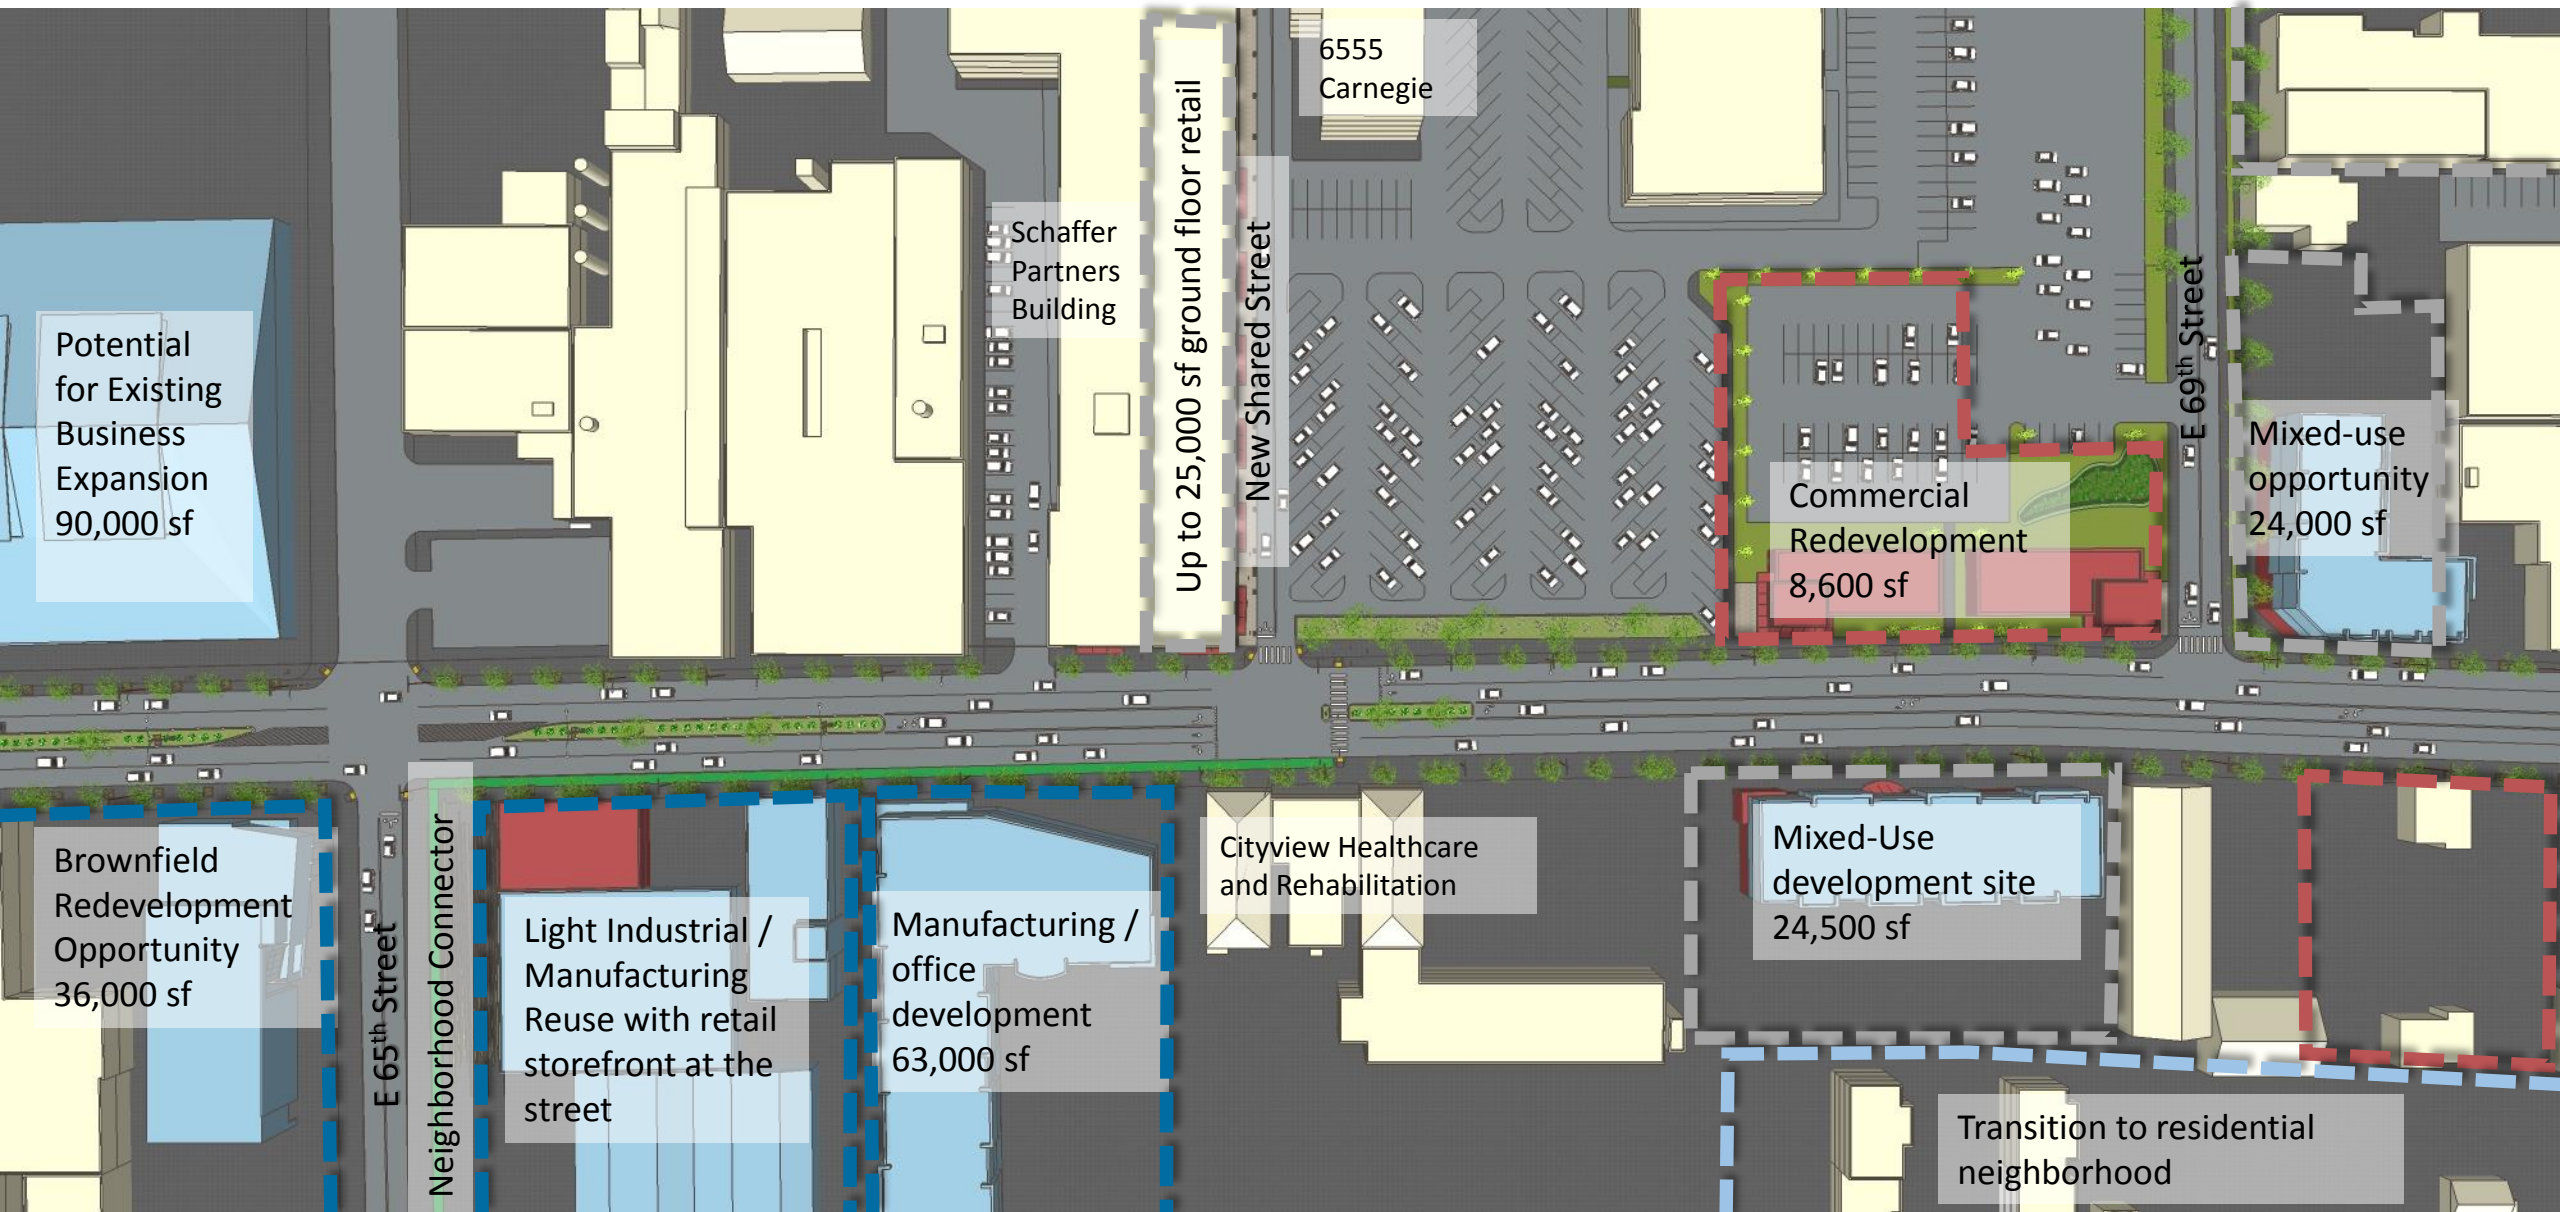 6555
Carnegie
Up to 25,000 sf ground floor retail
Schaffer
Partners
Building
New Shared Street
E 69th Street
Potential
for Existing
Business
Expansion
90,000 sf
Commercial
Redevelopment
8,600 sf
Mixed-use
opportunity
24,000 sf
Brownfield
Redevelopment
Opportunity
36,000 sf
E 65th Street
Neighborhood Connector
Light Industrial /
Manufacturing
Reuse with retail
storefront at the
street
Manufacturing /
office
development
63,000 sf
Cityview Healthcare
and Rehabilitation
Mixed-Use
development site
24,500 sf
Transition to residential
neighborhood